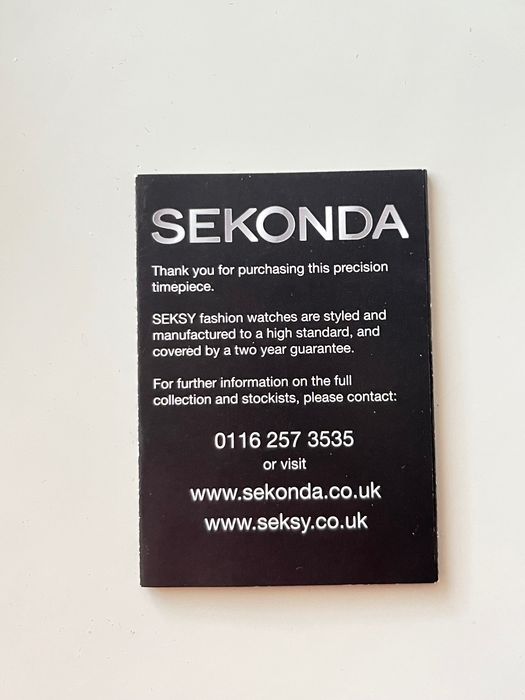 SEKONDA
Thank you for purchasing this precision
timepiece.
SEKSY fashion watches are styled and
manufactured to a high standard, and
covered by a two year guarantee.
For further information on the full
collection and stockists, please contact:
0116 257 3535
or visit
www.sekonda.co.uk
www.seksy.co.uk